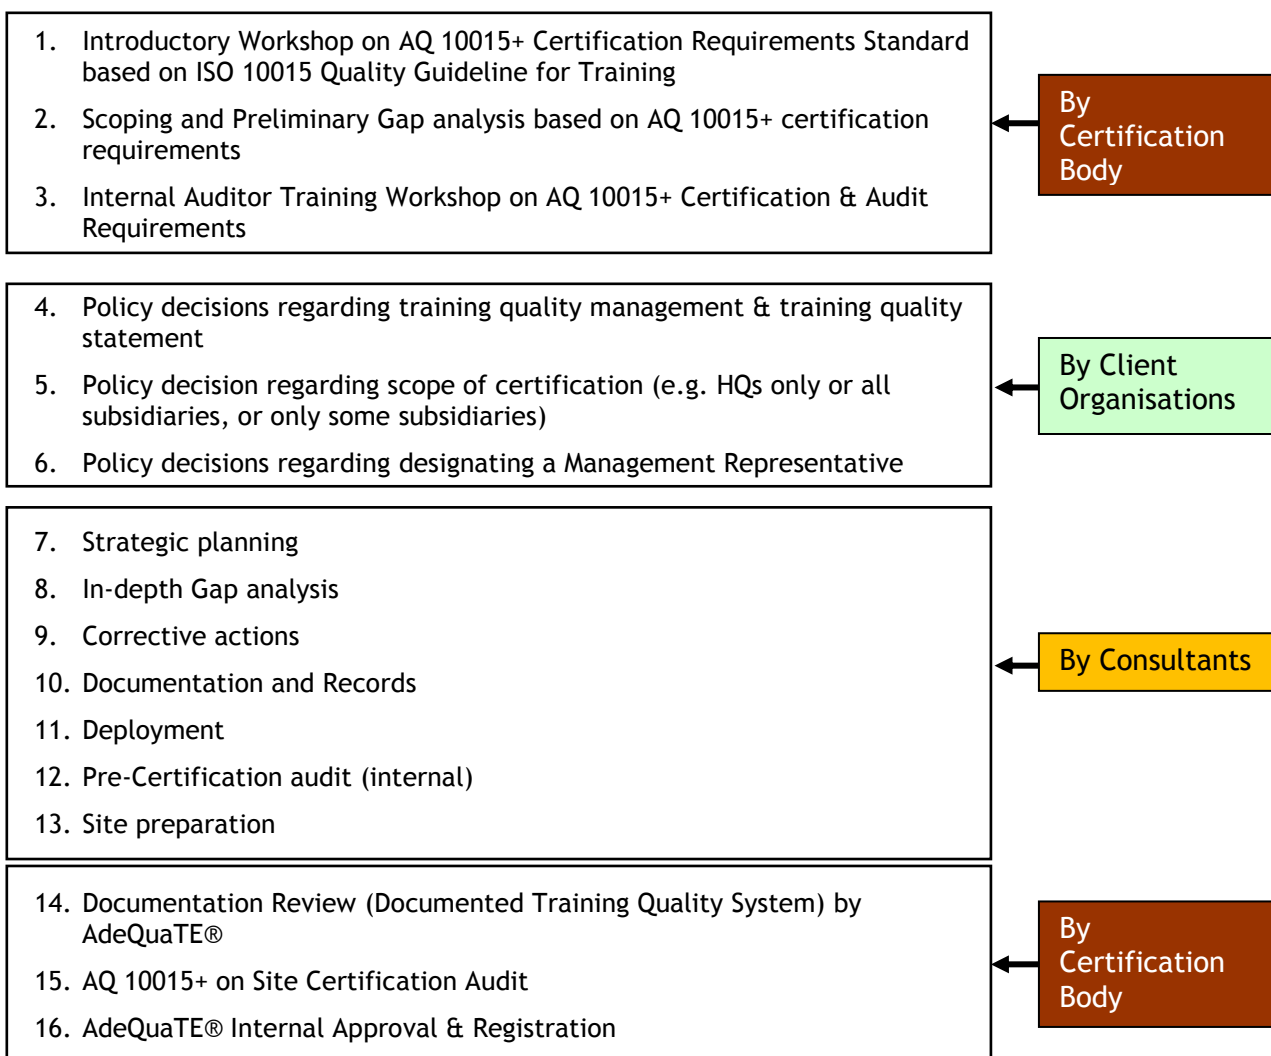 1. Introductory Workshop on AQ 10015+ Certification Requirements Standard
based on ISO 10015 Quality Guideline for Training
2. Scoping and Preliminary Gap analysis based on AQ 10015+ certification
requirements
3. Internal Auditor Training Workshop on AQ 10015+ Certification & Audit
Requirements
By
Certification
Body
4. Policy decisions regarding training quality management & training quality
statement
5. Policy decision regarding scope of certification (e.g. HQs only or all
subsidiaries, or only some subsidiaries)
6. Policy decisions regarding designating a Management Representative
By Client
Organisations
7. Strategic planning
8. In-depth Gap analysis
9. Corrective actions
10. Documentation and Records
11. Deployment
12. Pre-Certification audit (internal)
13. Site preparation
By Consultants
14. Documentation Review (Documented Training Quality System) by
AdeQuaTE®
15. AQ 10015+ on Site Certification Audit
16. AdeQuaTE® Internal Approval & Registration
By
Certification
Body